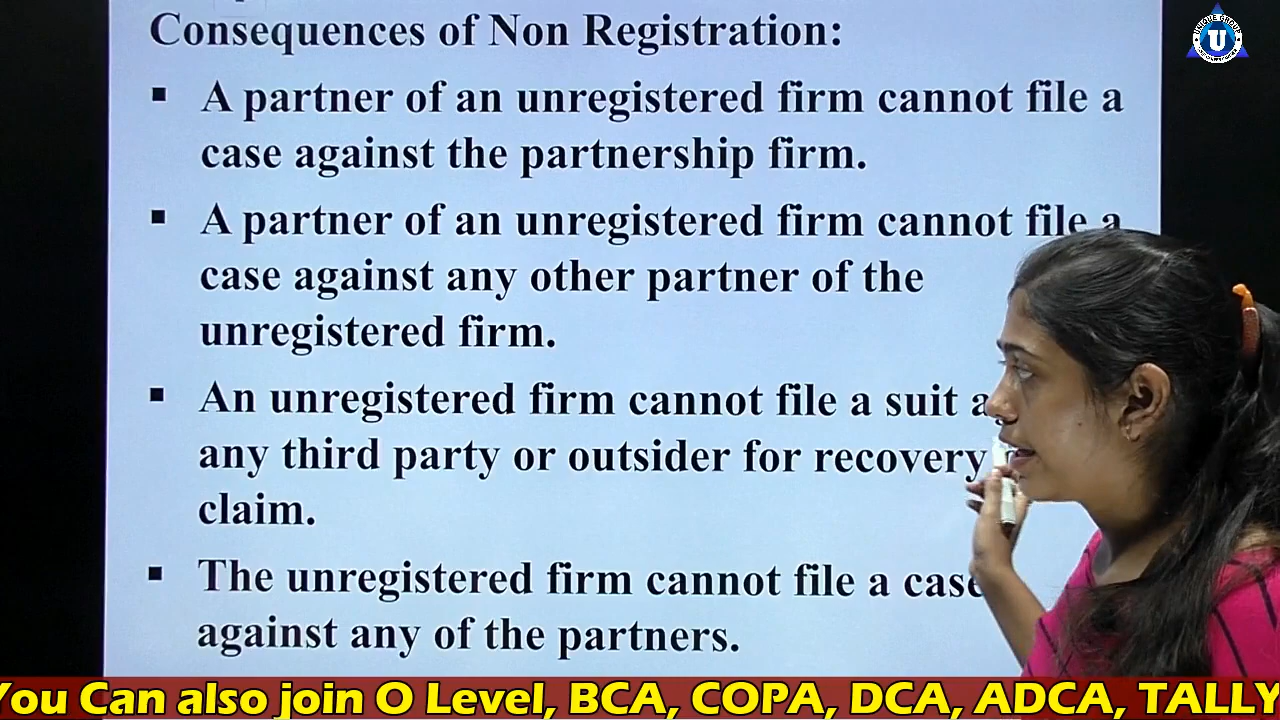 Consequences of Non Registration:
▪ A partner of an unregistered firm cannot file a
case against the partnership firm.
▪ A partner of an unregistered firm cannot file a
case against any other partner of the
unregistered firm.
▪ An unregistered firm cannot file a suit a
any third party or outsider for recovery
claim.
▪ The unregistered firm cannot file a case
against any of the partners.
UNIQUE GROUP
U
You Can also join O Level, BCA, COPA, DCA, ADCA, TALLY